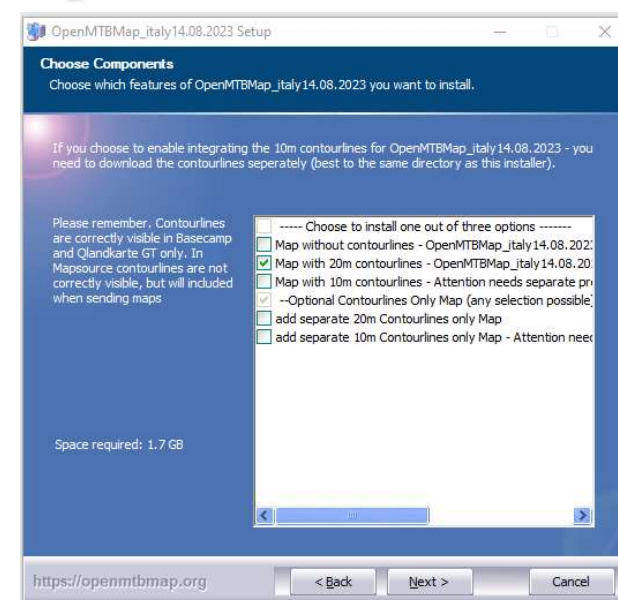 OpenMTBMap_italy14.08.2023 Setup
Choose Components
Choose which features of OpenMTBMap_italy14.08.2023 you want to install.
If you choose to enable integrating the 10m contourlines for OpenMTBMap_italy14.08.2023 - you
need to download the contourlines seperately (best to the same directory as this installer).
Please remember. Contourlines
are correctly visible in Basecamp
and Qlandkarte GT only. In
Mapsource contourlines are not
correctly visible, but will included
when sending maps
----- Choose to install one out of three options -------
Map without contourlines - OpenMTBMap_italy14.08.202
Map with 20m contourlines - OpenMTBMap_italy14.08.20
Map with 10m contourlines - Attention needs separate pr
--Optional Contourlines Only Map (any selection possible)
add separate 20m Contourlines only Map
add separate 10m Contourlines only Map - Attention nee
Space required: 1.7 GB
https://openmtbmap.org
< Back
Next >
Cancel